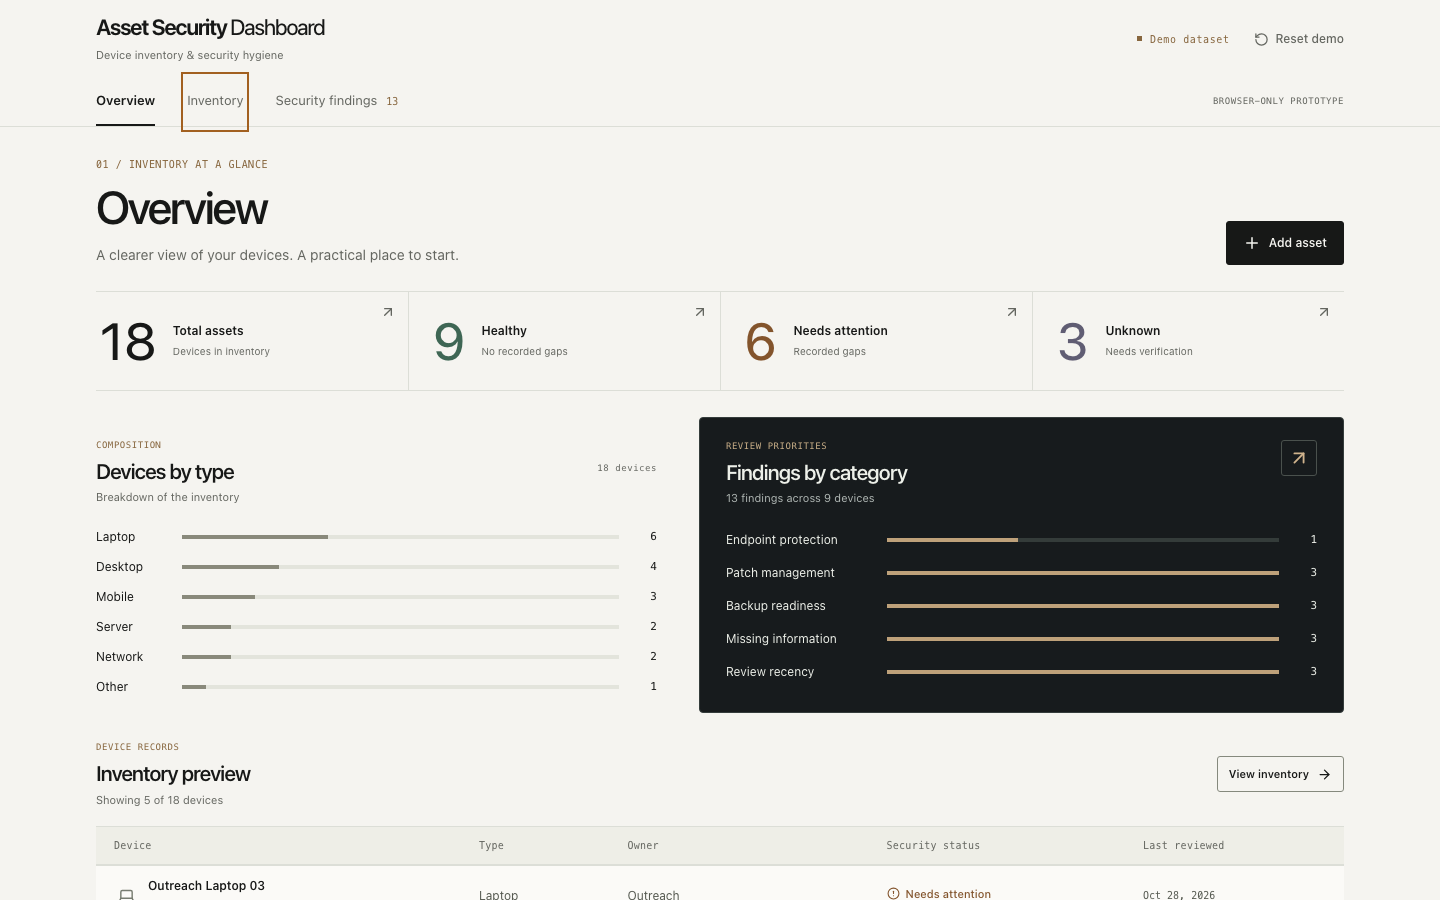 Asset Security Dashboard
Device inventory & security hygiene
Demo dataset
Reset demo
Overview
Inventory
Security findings 13
BROWSER-ONLY PROTOTYPE
01 / INVENTORY AT A GLANCE
Overview
A clearer view of your devices. A practical place to start.
Add asset
18
Total assets
Devices in inventory
9
Healthy
No recorded gaps
6
Needs attention
Recorded gaps
3
Unknown
Needs verification
COMPOSITION
Devices by type
18 devices
Breakdown of the inventory
Laptop 6
Desktop 4
Mobile 3
Server 2
Network 2
Other 1
REVIEW PRIORITIES
Findings by category
13 findings across 9 devices
Endpoint protection 1
Patch management 3
Backup readiness 3
Missing information 3
Review recency 3
DEVICE RECORDS
Inventory preview
Showing 5 of 18 devices
View inventory
Device Type Owner Security status Last reviewed
Outreach Laptop 03
Laptop Outreach Needs attention Oct 28, 2026